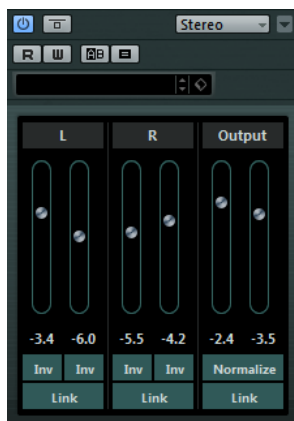 Stereo
R W AB =
L R Output
-3.4 -6.0 -5.5 -4.2 -2.4 -3.5
Inv Inv Inv Inv Normalize
Link Link Link